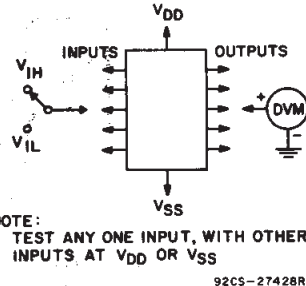 VDD
INPUTS OUTPUTS
VIH
+
DVM
-
VIL
VSS
OTE:
TEST ANY ONE INPUT, WITH OTHER
INPUTS AT VDD OR VSS
92CS-27428R